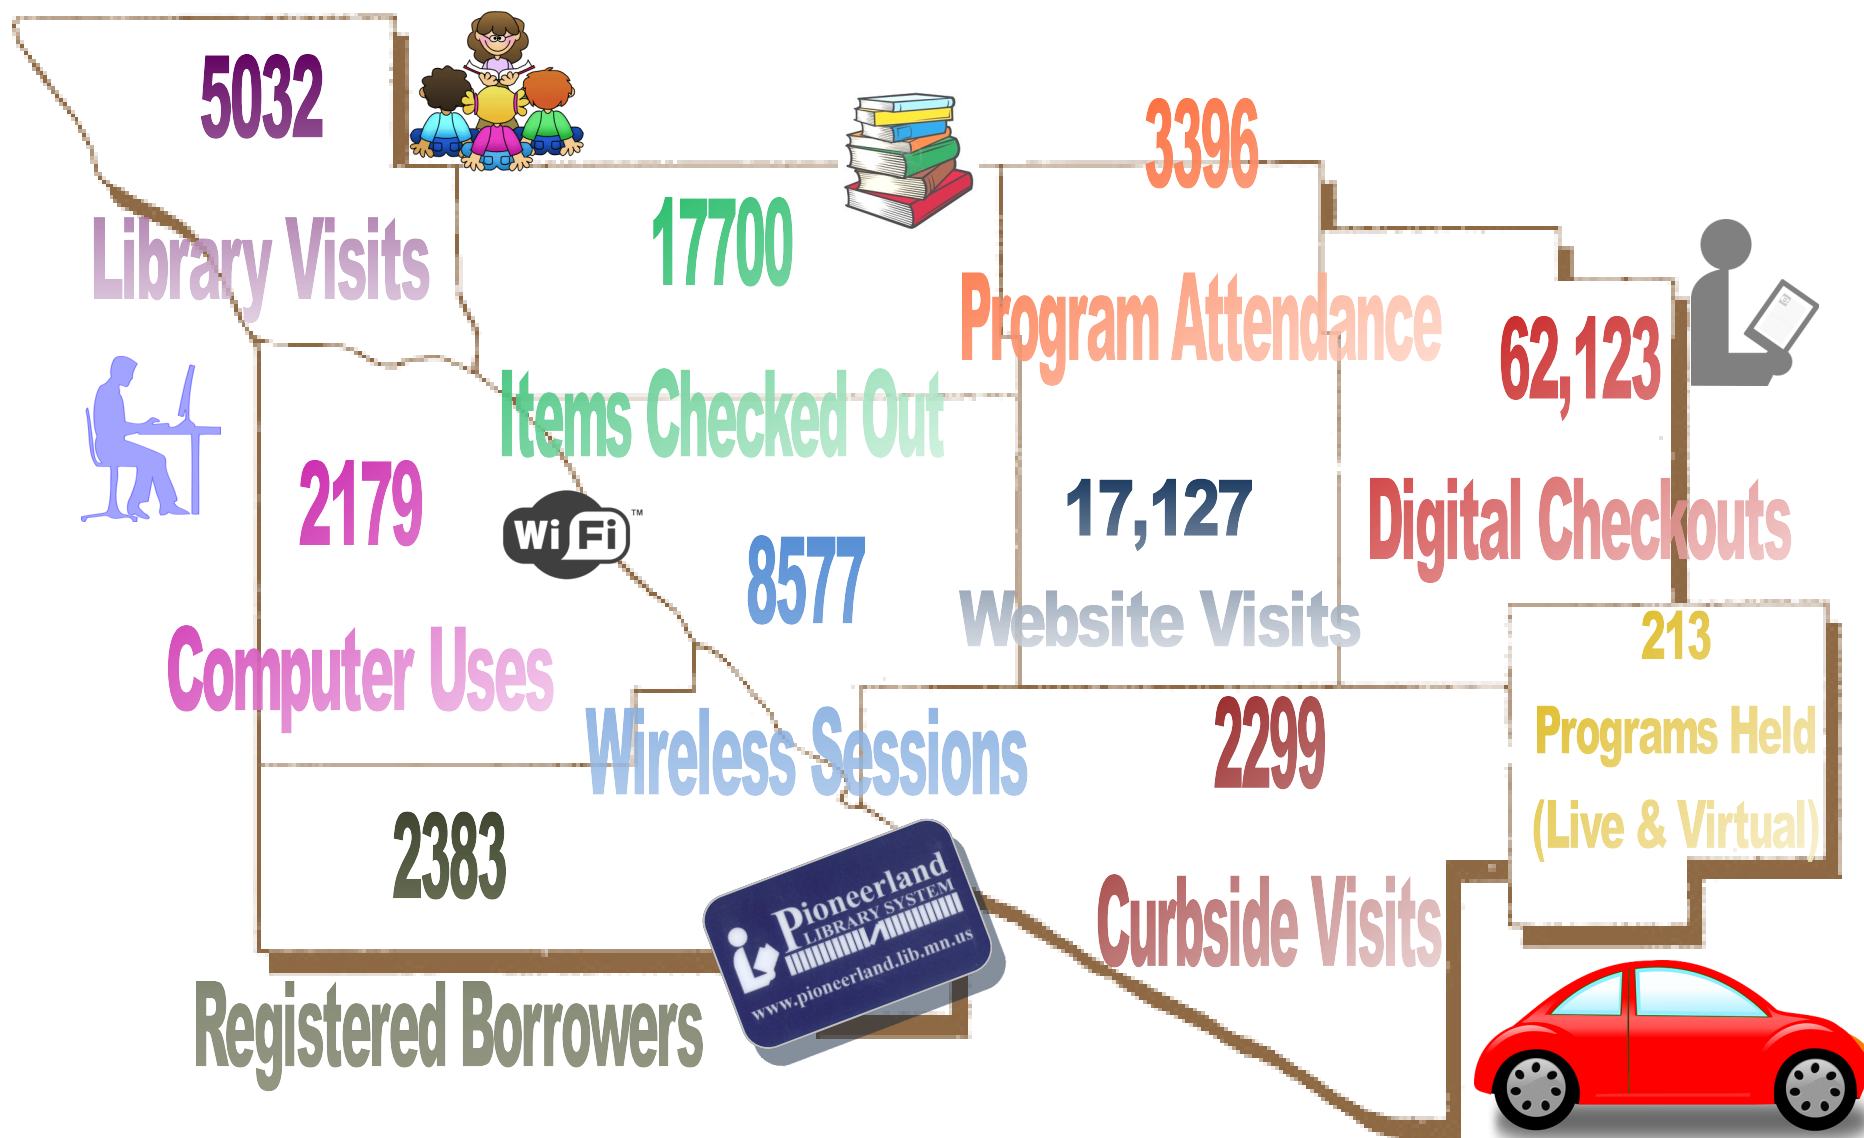 5032
Library Visits
17700
Items Checked Out
3396
Program Attendance
62,123
Digital Checkouts
2179
Computer Uses
WiFi™
8577
Wireless Sessions
17,127
Website Visits
213
Programs Held
(Live & Virtual)
2299
Curbside Visits
2383
Registered Borrowers
Pioneerland
LIBRARY SYSTEM
www.pioneerland.lib.mn.us